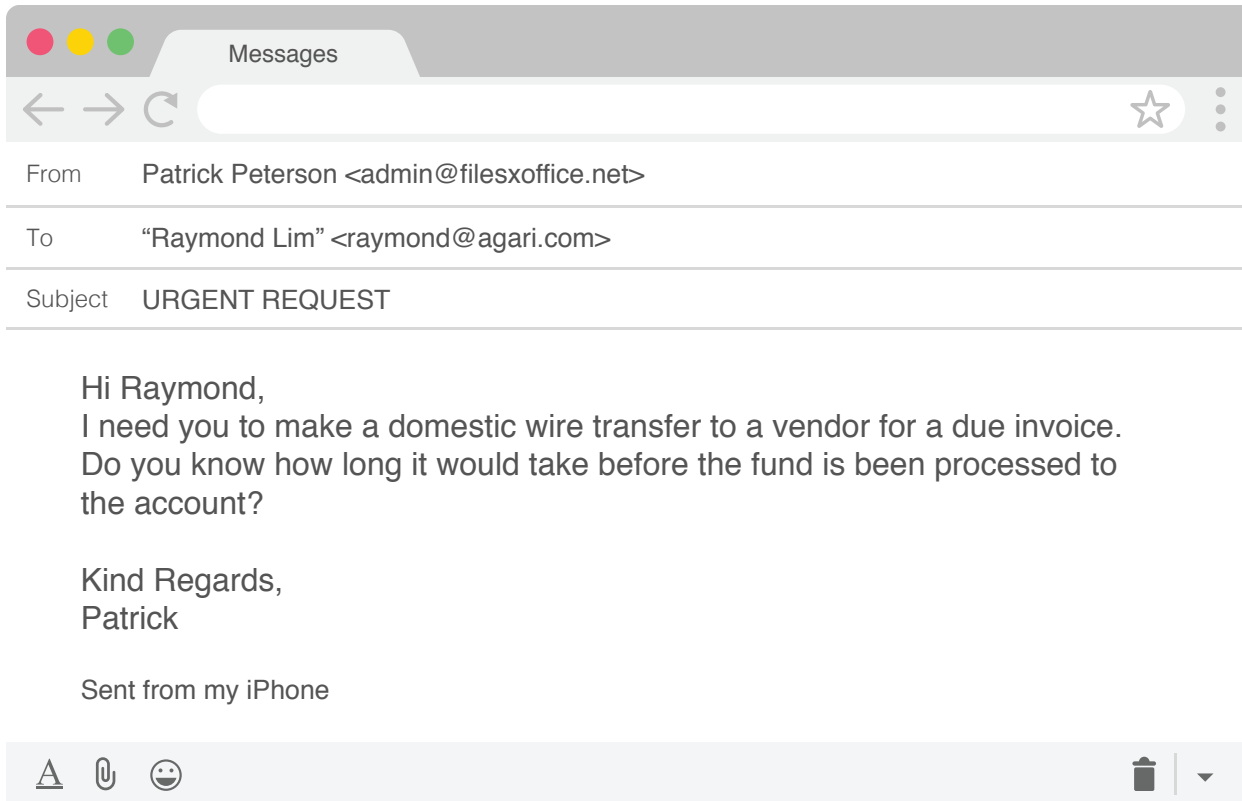 Messages
From Patrick Peterson <admin@filesxoffice.net>
To “Raymond Lim” <raymond@agari.com>
Subject URGENT REQUEST
Hi Raymond,
I need you to make a domestic wire transfer to a vendor for a due invoice.
Do you know how long it would take before the fund is been processed to
the account?
Kind Regards,
Patrick
Sent from my iPhone
A